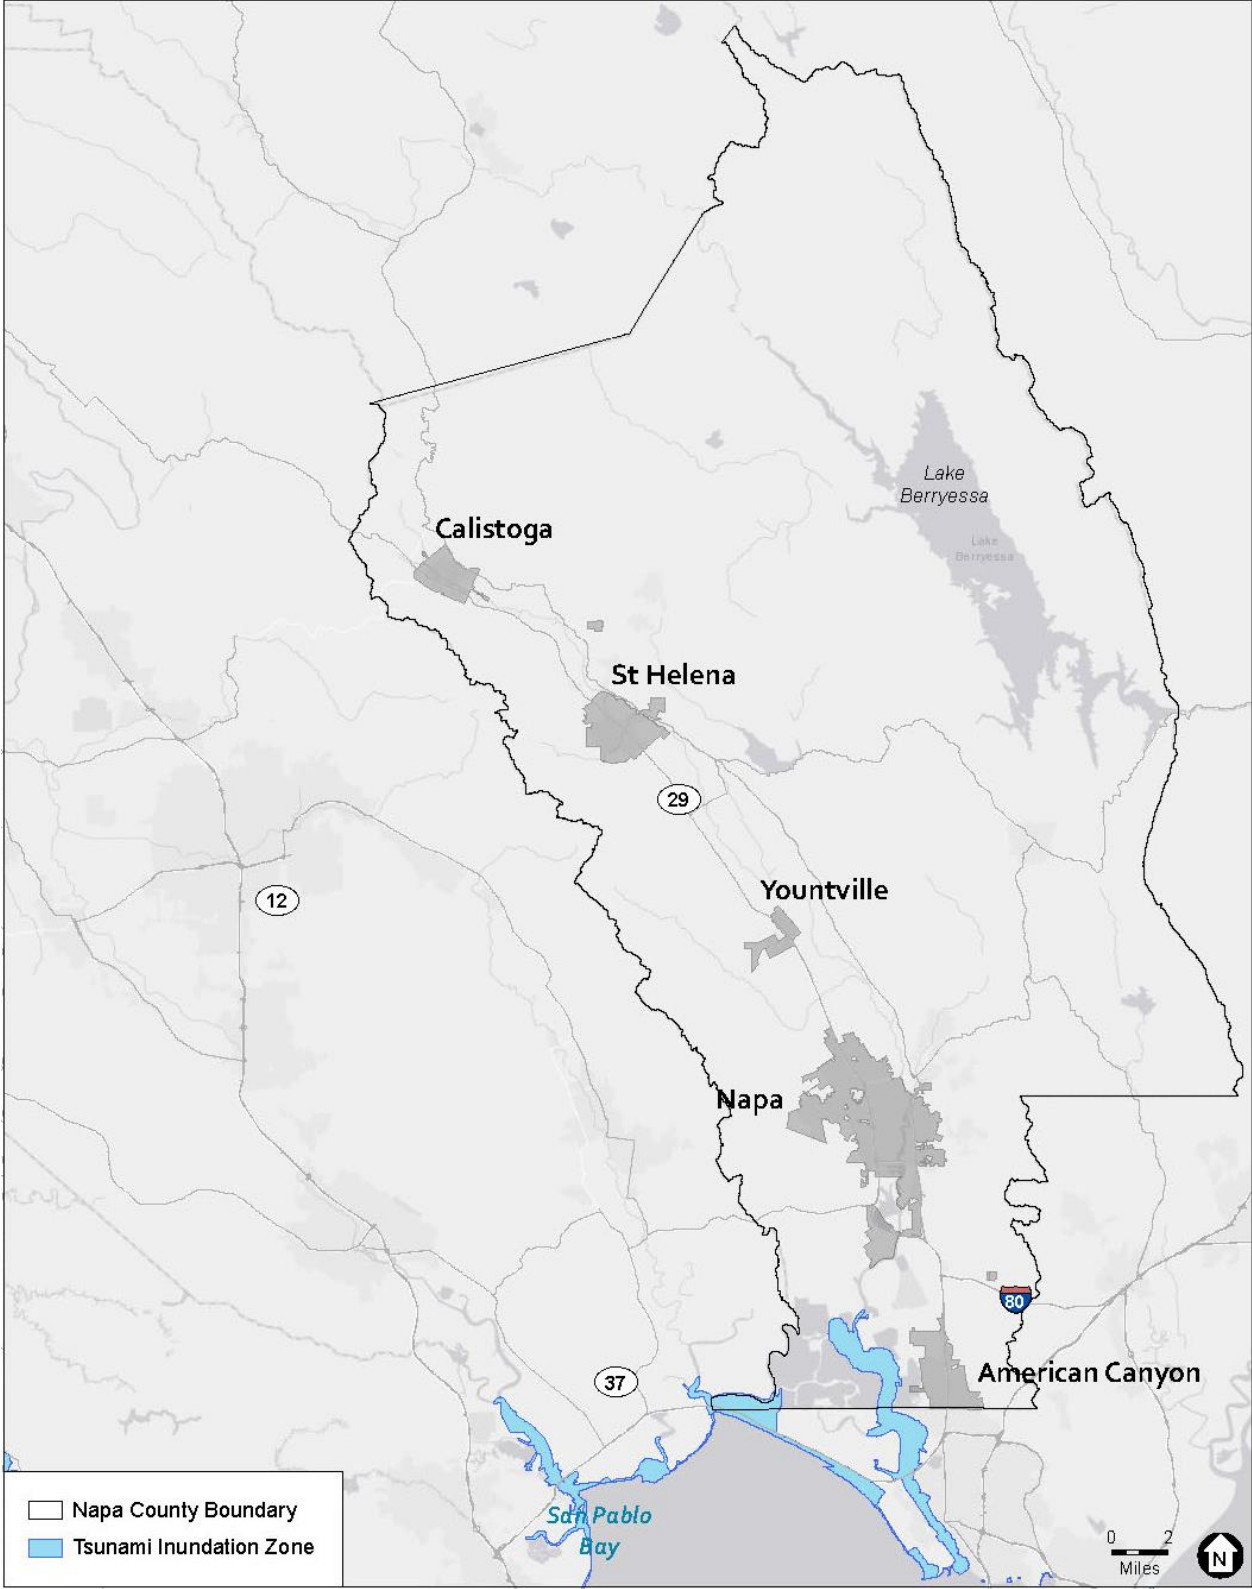 Lake
Berryessa
Lake
Berryessa
Calistoga
St Helena
29
Yountville
12
Napa
80
American Canyon
37
San Pablo
Bay
Napa County Boundary
Tsunami Inundation Zone
0 2
Miles
N